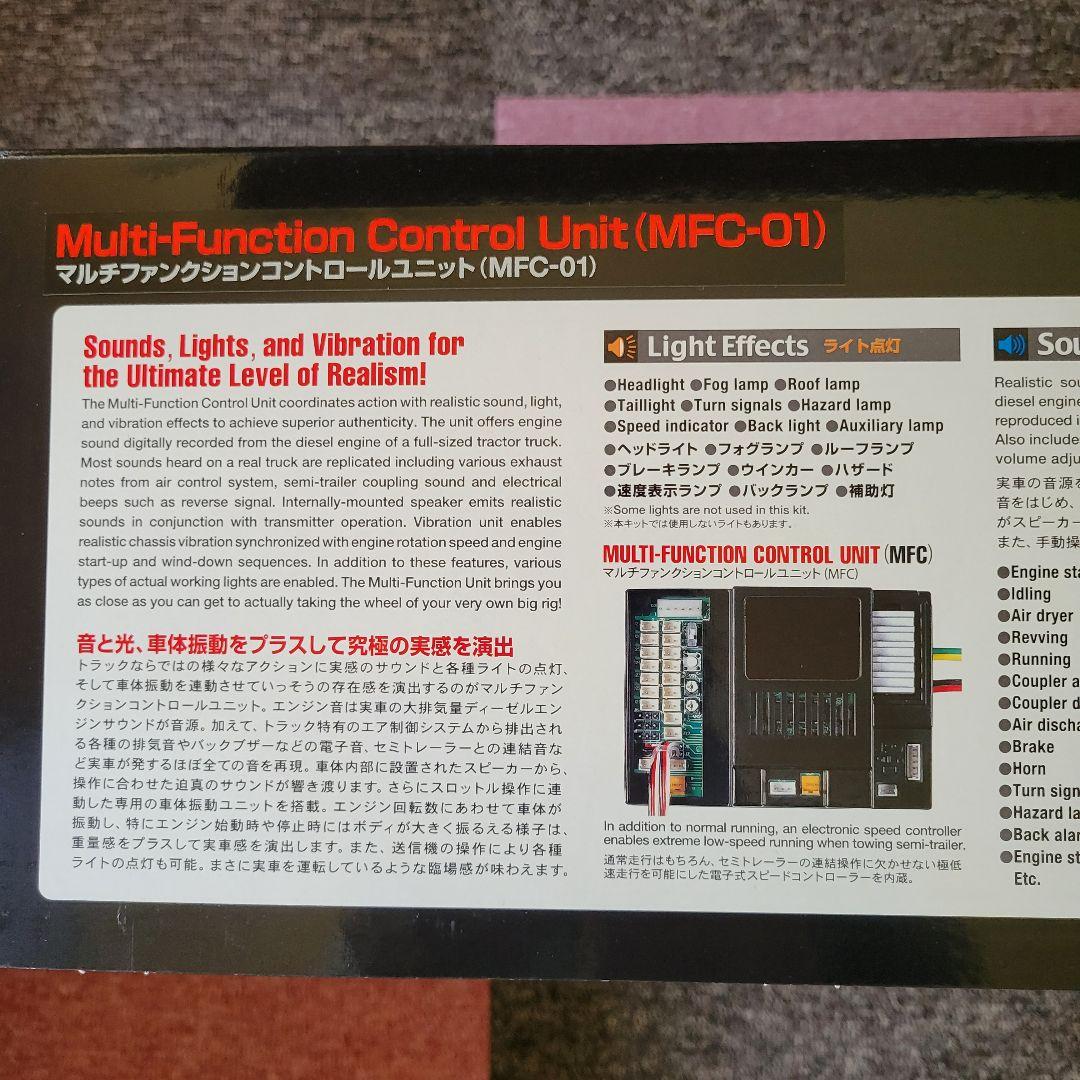 Multi-Function Control Unit (MFC-01)
マルチファンクションコントロールユニット(MFC-01)
Sounds, Lights, and Vibration for
the Ultimate Level of Realism!
The Multi-Function Control Unit coordinates action with realistic sound, light,
and vibration effects to achieve superior authenticity. The unit offers engine
sound digitally recorded from the diesel engine of a full-sized tractor truck.
Most sounds heard on a real truck are replicated including various exhaust
notes from air control system, semi-trailer coupling sound and electrical
beeps such as reverse signal. Internally-mounted speaker emits realistic
sounds in conjunction with transmitter operation. Vibration unit enables
realistic chassis vibration synchronized with engine rotation speed and engine
start-up and wind-down sequences. In addition to these features, various
types of actual working lights are enabled. The Multi-Function Unit brings you
as close as you can get to actually taking the wheel of your very own big rig!
音と光、車体振動をプラスして究極の実感を演出
トラックならではの様々なアクションに実感のサウンドと各種ライトの点灯、
そして車体振動を連動させていっそうの存在感を演出するのがマルチファン
クションコントロールユニット。エンジン音は実車の大排気量ディーゼルエン
ジンサウンドが音源。加えて、トラック特有のエア制御システムから排出され
る各種の排気音やバックブザーなどの電子音、セミトレーラーとの連結音な
ど実車が発するほぼ全ての音を再現。車体内部に設置されたスピーカーから、
操作に合わせた迫真のサウンドが響き渡ります。さらにスロットル操作に連
動した専用の車体振動ユニットを搭載。エンジン回転数にあわせて車体が
振動し、特にエンジン始動時や停止時にはボディが大きく振るえる様子は、
重量感をプラスして実車感を演出します。また、送信機の操作により各種
ライトの点灯も可能。まさに実車を運転しているような臨場感が味わえます。
Light Effects ライト点灯
●Headlight ●Fog lamp ●Roof lamp
●Taillight ●Turn signals ●Hazard lamp
●Speed indicator ●Back light ●Auxiliary lamp
●ヘッドライト ●フォグランプ ●ルーフランプ
●ブレーキランプ ●ウインカー ●ハザード
●速度表示ランプ ●バックランプ ●補助灯
※Some lights are not used in this kit.
※本キットでは使用しないライトもあります。
MULTI-FUNCTION CONTROL UNIT (MFC)
マルチファンクションコントロールユニット(MFC)
In addition to normal running, an electronic speed controller
enables extreme low-speed running when towing semi-trailer.
通常走行はもちろん、セミトレーラーの連結操作に欠かせない極低
速走行を可能にした電子式スピードコントローラーを内蔵。
Sou
Realistic sou
diesel engine
reproduced i
Also include
volume adju
実車の音源を
音をはじめ、
がスピーカー
また、手動操
●Engine sta
●Idling
●Air dryer
●Revving
●Running
●Coupler a
●Coupler d
●Air discha
●Brake
●Horn
●Turn sign
●Hazard la
●Back alar
●Engine st
Etc.